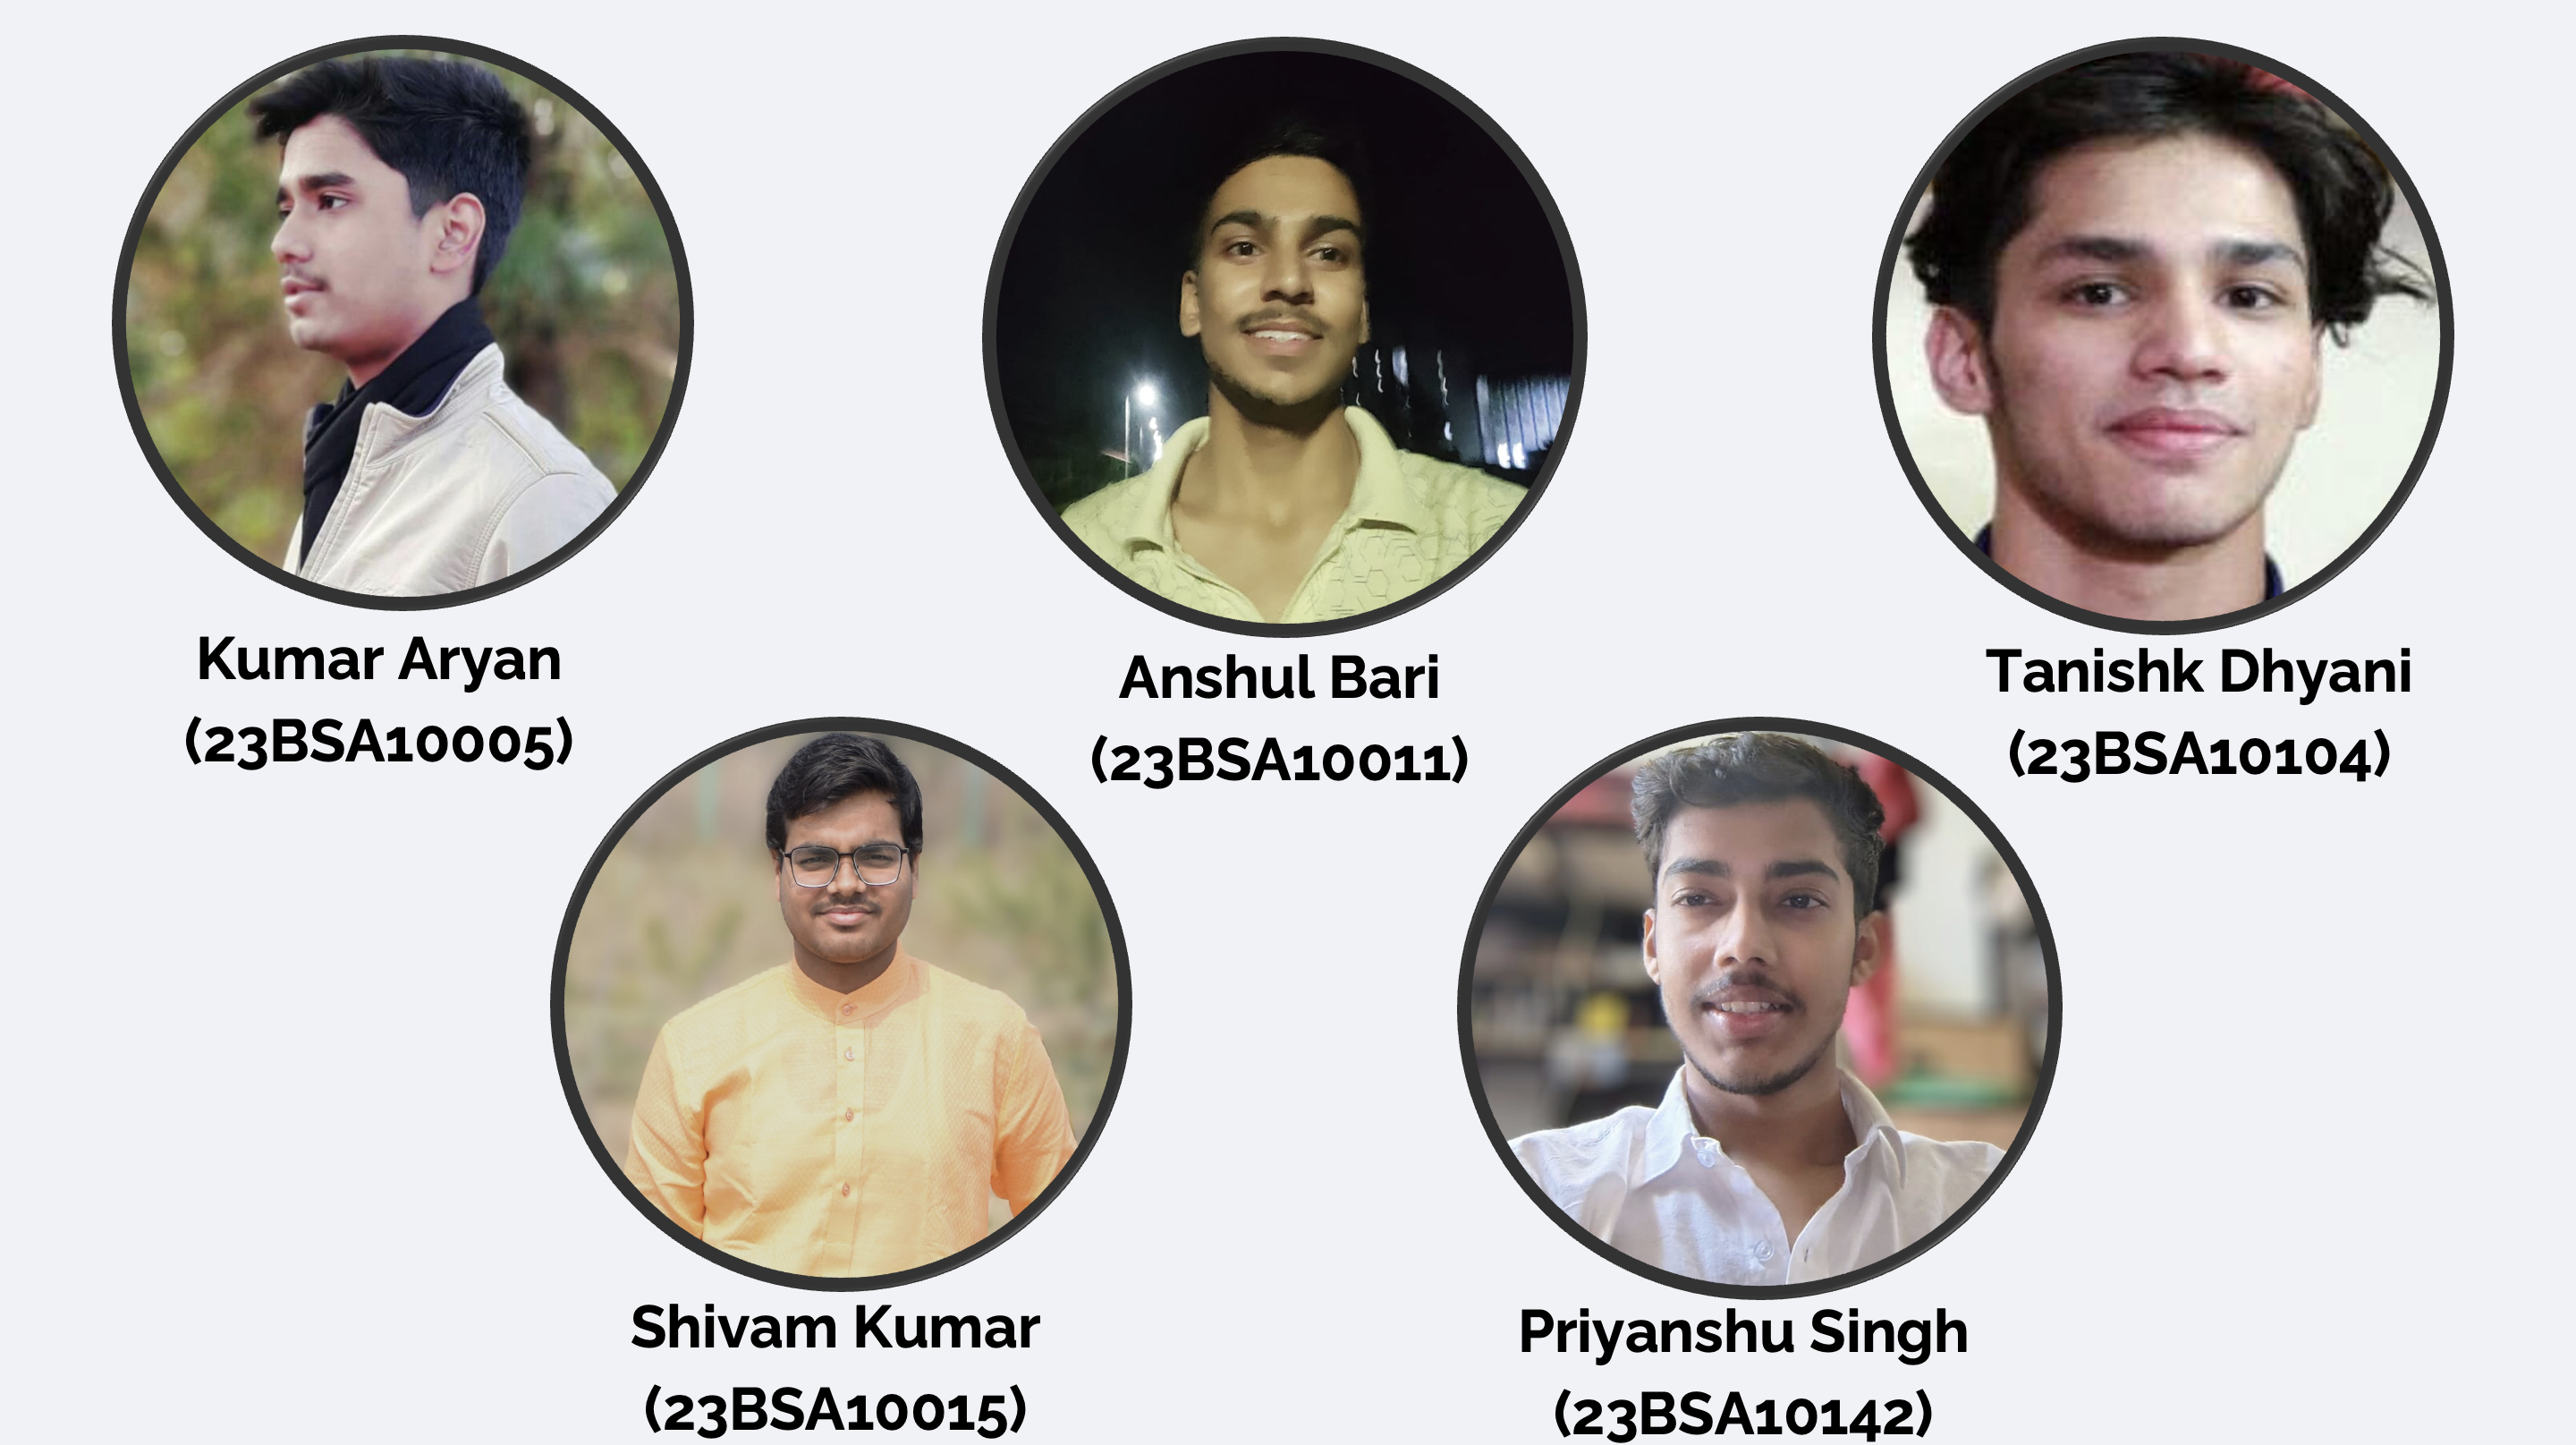 Kumar Aryan
(23BSA10005)
Anshul Bari
(23BSA10011)
Tanishk Dhyani
(23BSA10104)
Shivam Kumar
(23BSA10015)
Priyanshu Singh
(23BSA10142)